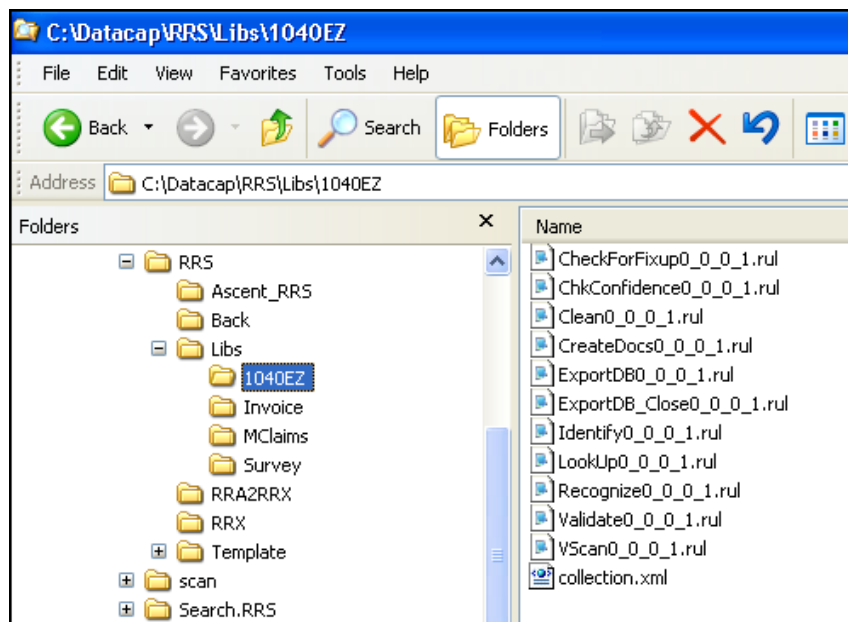 C:\Datacap\RRS\Libs\1040EZ
File Edit View Favorites Tools Help
Back Search Folders
Address C:\Datacap\RRS\Libs\1040EZ
Folders
RRS
Ascent_RRS
Back
Libs
1040EZ
Invoice
MClaims
Survey
RRA2RRX
RRX
Template
scan
Search.RRS
Name
CheckForFixup0_0_0_1.rul
ChkConfidence0_0_0_1.rul
Clean0_0_0_1.rul
CreateDocs0_0_0_1.rul
ExportDB0_0_0_1.rul
ExportDB_Close0_0_0_1.rul
Identify0_0_0_1.rul
LookUp0_0_0_1.rul
Recognize0_0_0_1.rul
Validate0_0_0_1.rul
VScan0_0_0_1.rul
collection.xml